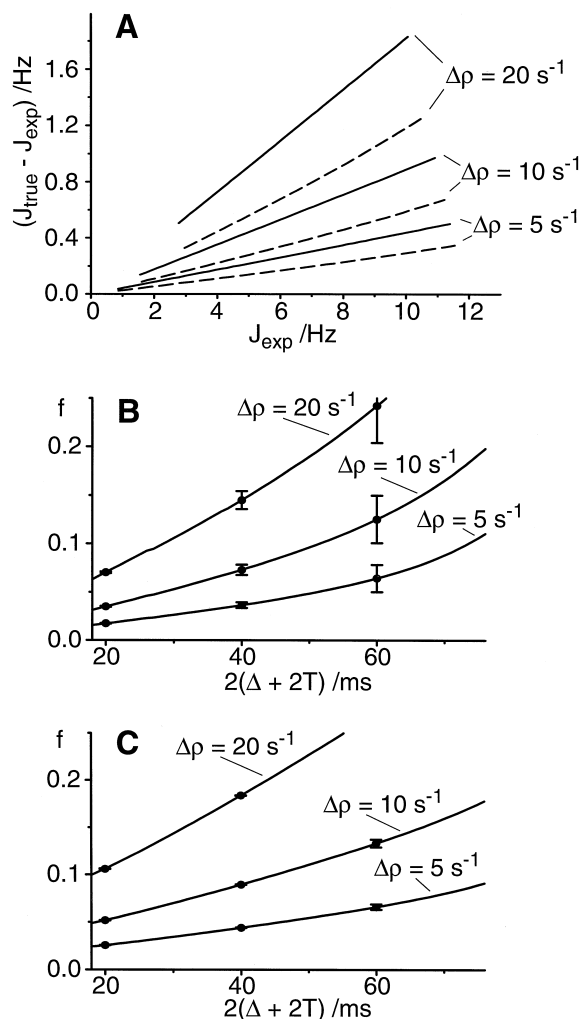 A
(J_true - J_exp) /Hz
1.6
1.2
0.8
0.4
0.0
Δρ = 20 s⁻¹
Δρ = 10 s⁻¹
Δρ = 5 s⁻¹
0 2 4 6 8 10 12
J_exp /Hz
f
B
0.2
0.1
0.0
Δρ = 20 s⁻¹
Δρ = 10 s⁻¹
Δρ = 5 s⁻¹
20 40 60
2(Δ + 2T) /ms
f
C
0.2
0.1
0.0
Δρ = 20 s⁻¹
Δρ = 10 s⁻¹
Δρ = 5 s⁻¹
20 40 60
2(Δ + 2T) /ms